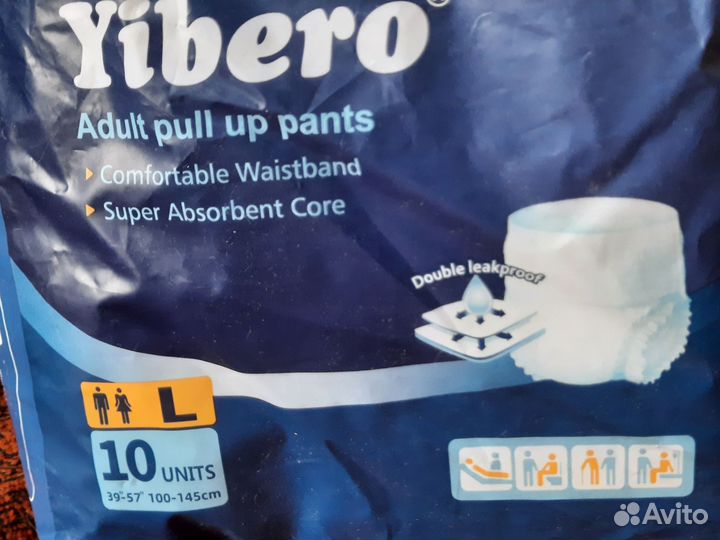 Yibero®
Adult pull up pants
Comfortable Waistband
Super Absorbent Core
Double leakproof
L
10 UNITS
39"-57" 100-145cm
Avito